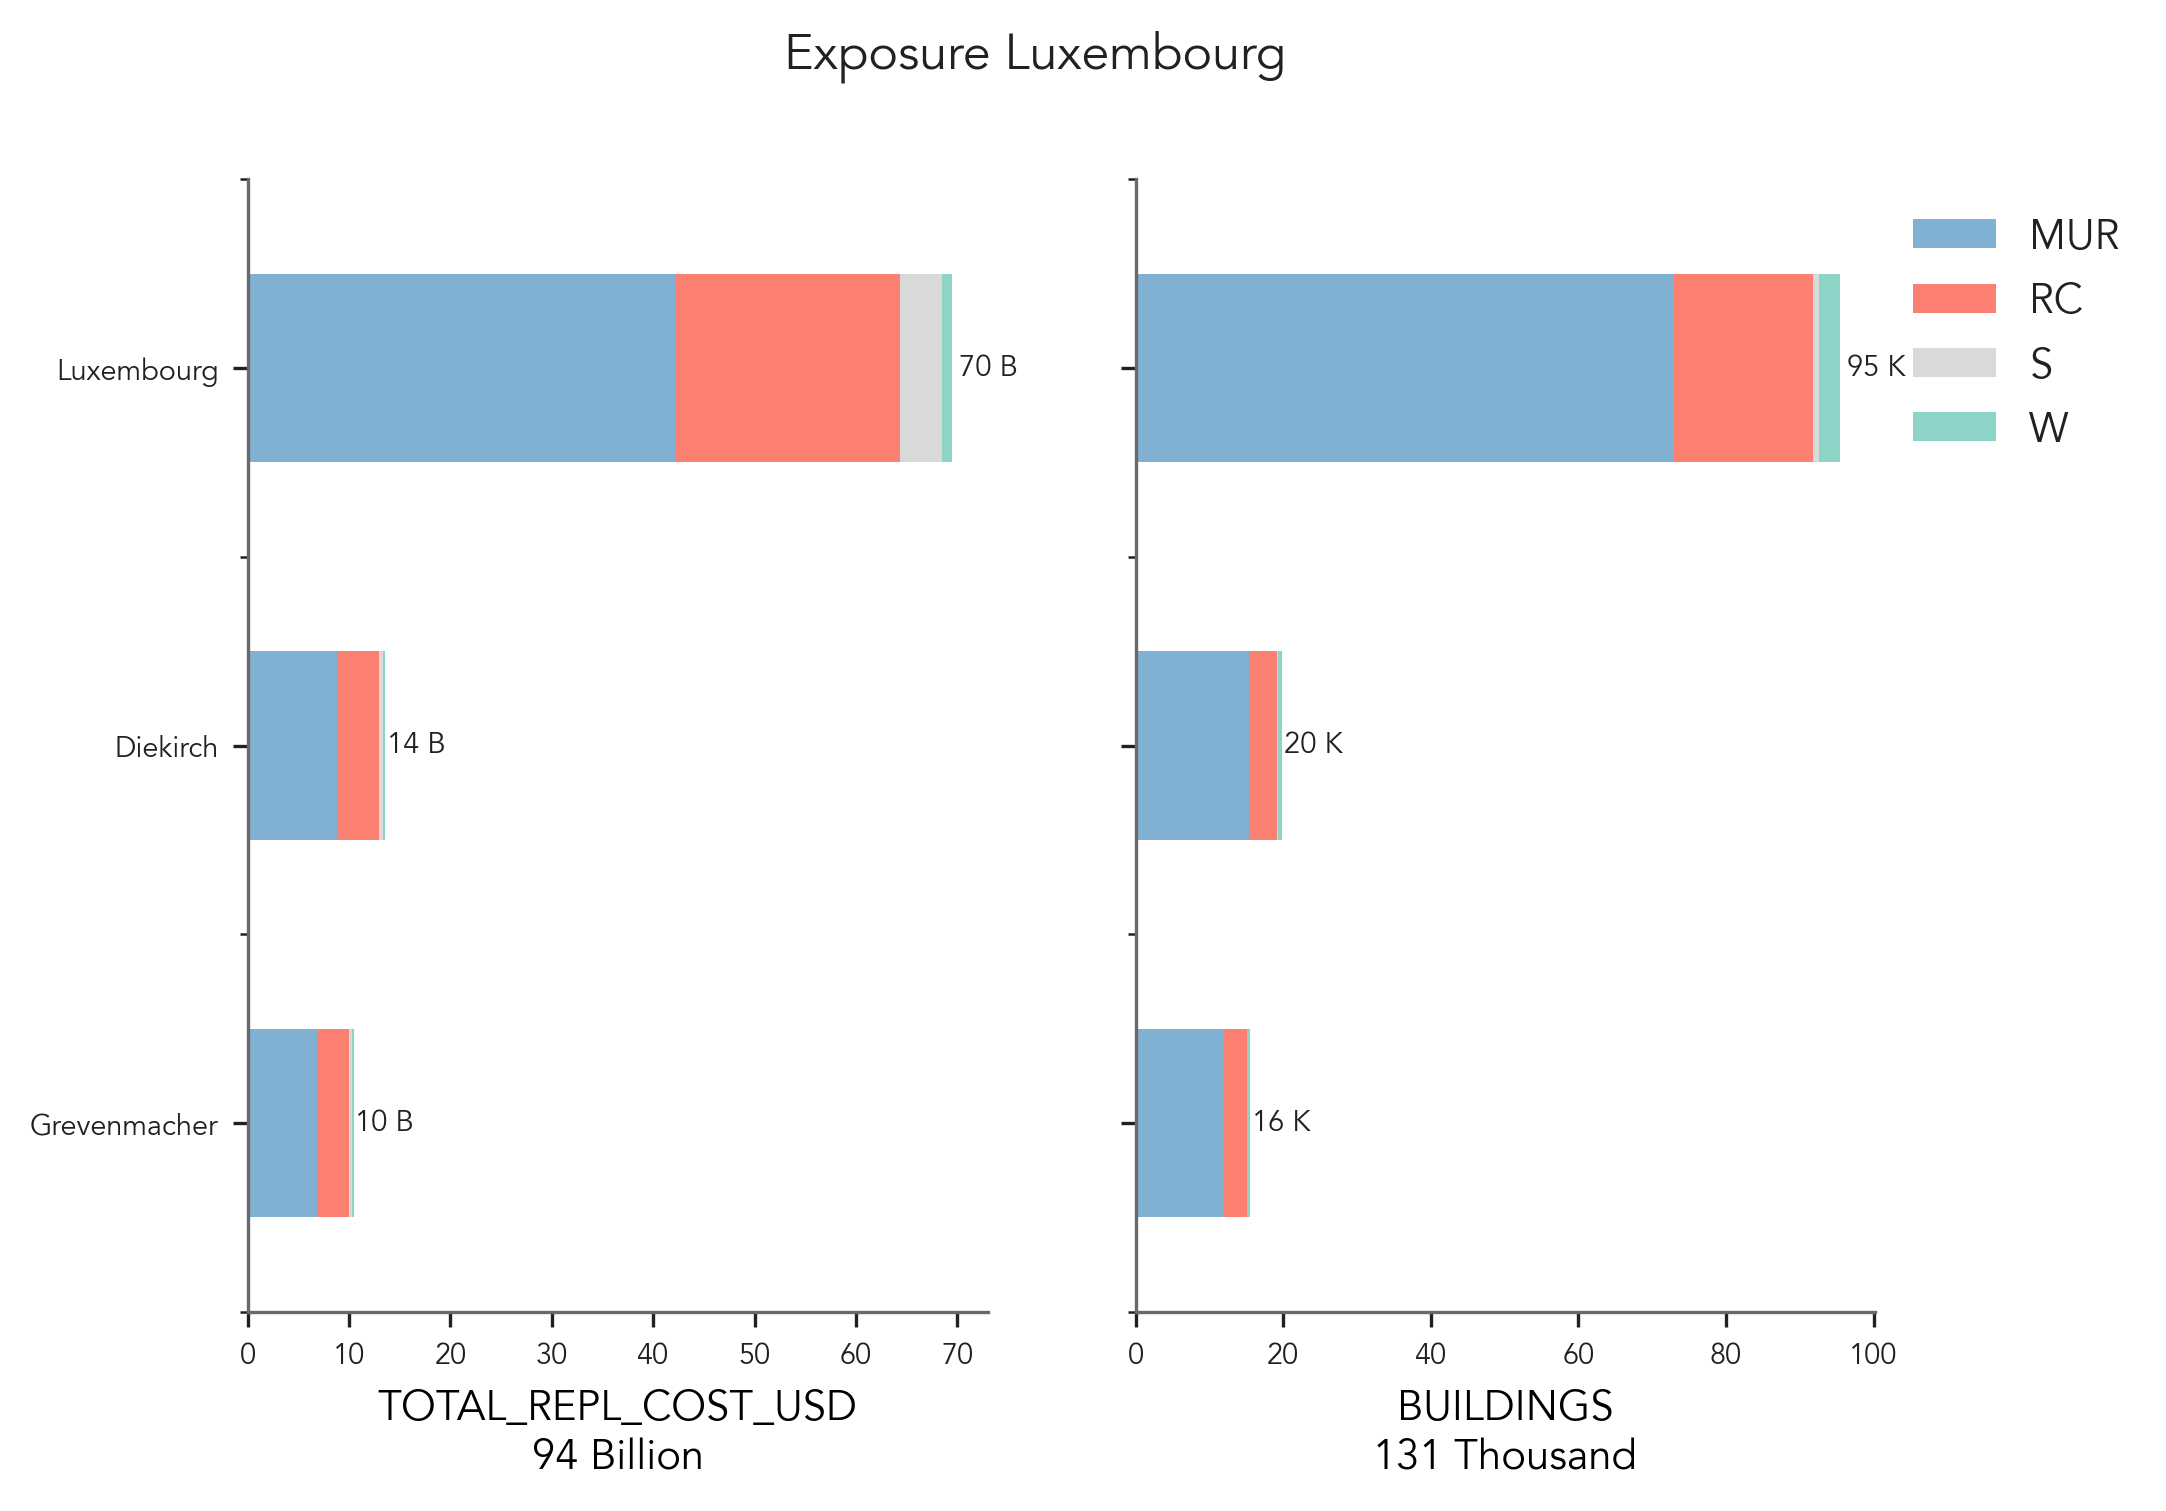 Exposure Luxembourg
Luxembourg
Diekirch
Grevenmacher
70 B
14 B
10 B
0 10 20 30 40 50 60 70
TOTAL_REPL_COST_USD
94 Billion
95 K
20 K
16 K
0 20 40 60 80 100
BUILDINGS
131 Thousand
MUR
RC
S
W